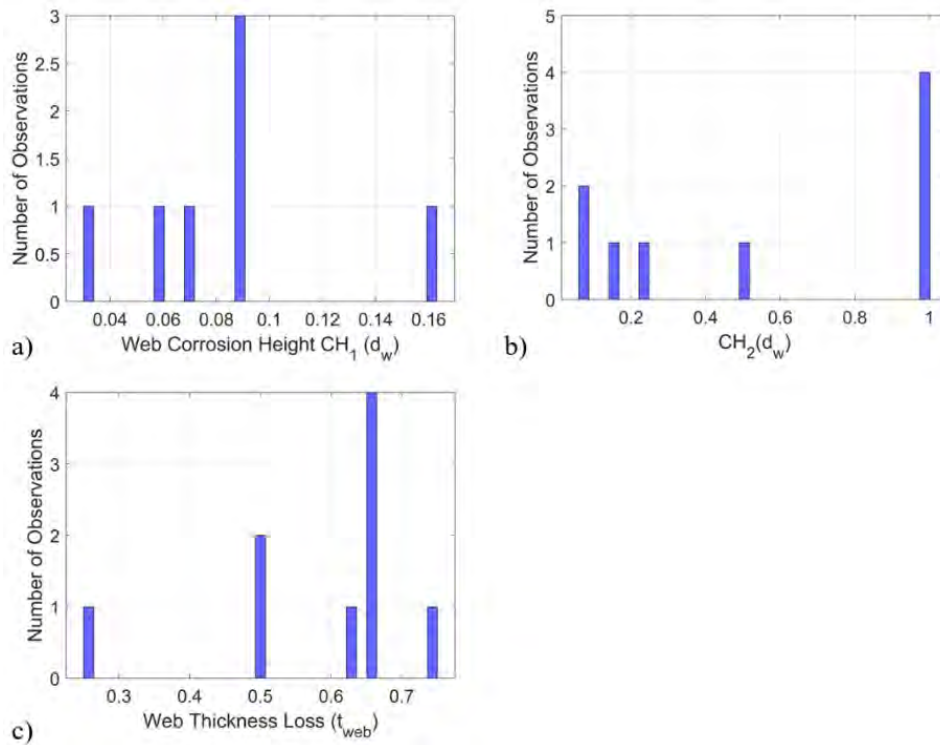 3
2.5
2
1.5
1
0.5
0
Number of Observations
0.04 0.06 0.08 0.1 0.12 0.14 0.16
Web Corrosion Height CH1 (dw)
a)
5
4
3
2
1
0
Number of Observations
0.2 0.4 0.6 0.8 1
CH2(dw)
b)
4
3
2
1
0
Number of Observations
0.3 0.4 0.5 0.6 0.7
Web Thickness Loss (tweb)
c)